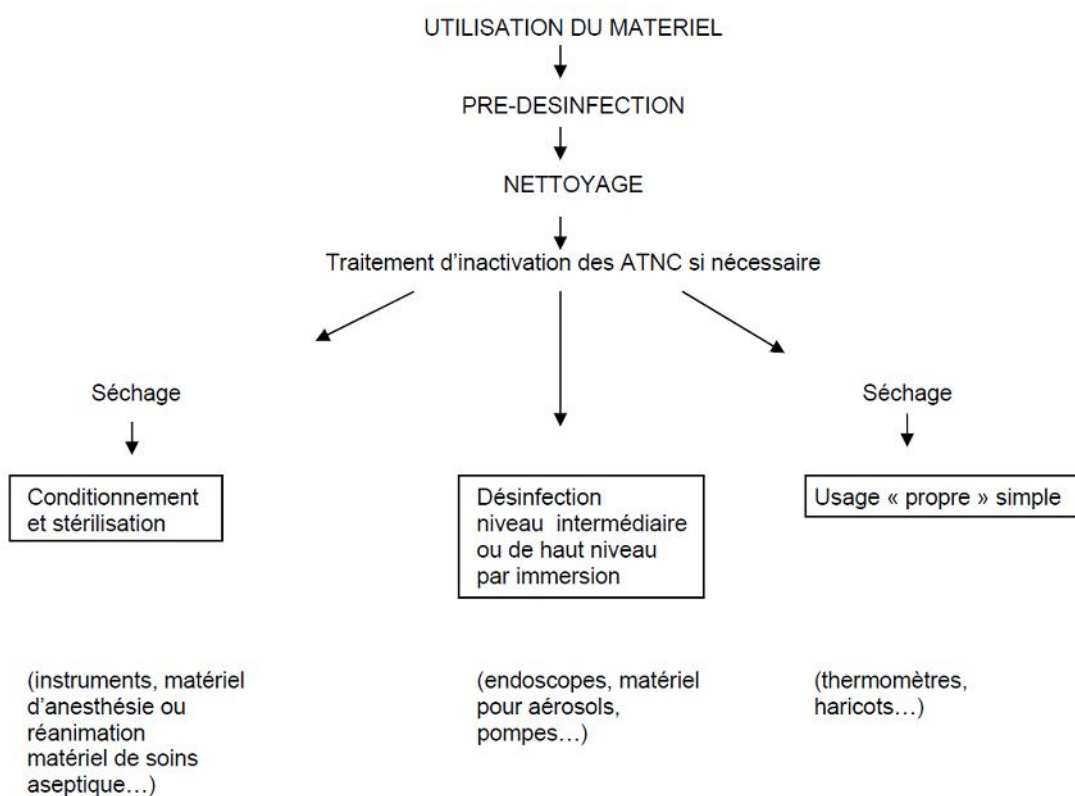 UTILISATION DU MATERIEL
PRE-DESINFECTION
NETTOYAGE
Traitement d'inactivation des ATNC si nécessaire
Séchage
Séchage
Conditionnement
et stérilisation
Désinfection
niveau intermédiaire
ou de haut niveau
par immersion
Usage « propre » simple
(instruments, matériel
d'anesthésie ou
réanimation
matériel de soins
aseptique…)
(endoscopes, matériel
pour aérosols,
pompes…)
(thermomètres,
haricots…)